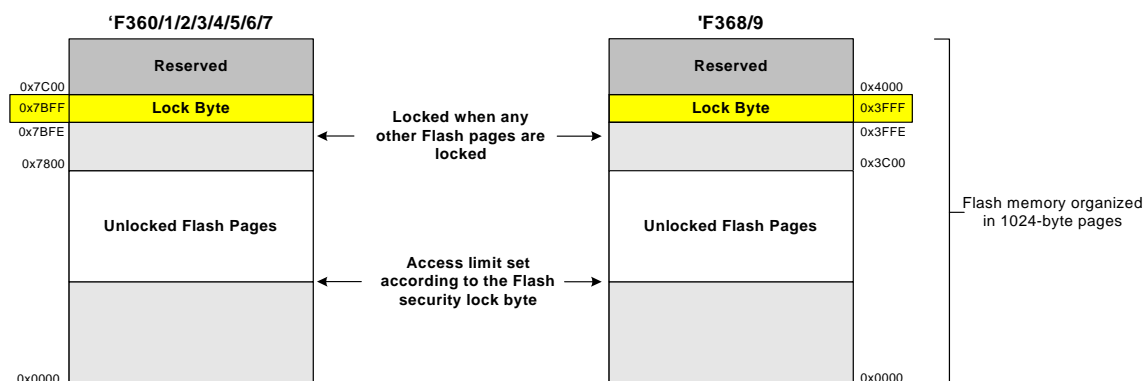 ‘F360/1/2/3/4/5/6/7
Reserved
0x7C00
0x7BFF
Lock Byte
0x7BFE
0x7800
Unlocked Flash Pages
0x0000
Locked when any
other Flash pages are
locked
Access limit set
according to the Flash
security lock byte
'F368/9
Reserved
0x4000
Lock Byte
0x3FFF
0x3FFE
0x3C00
Unlocked Flash Pages
0x0000
Flash memory organized
in 1024-byte pages